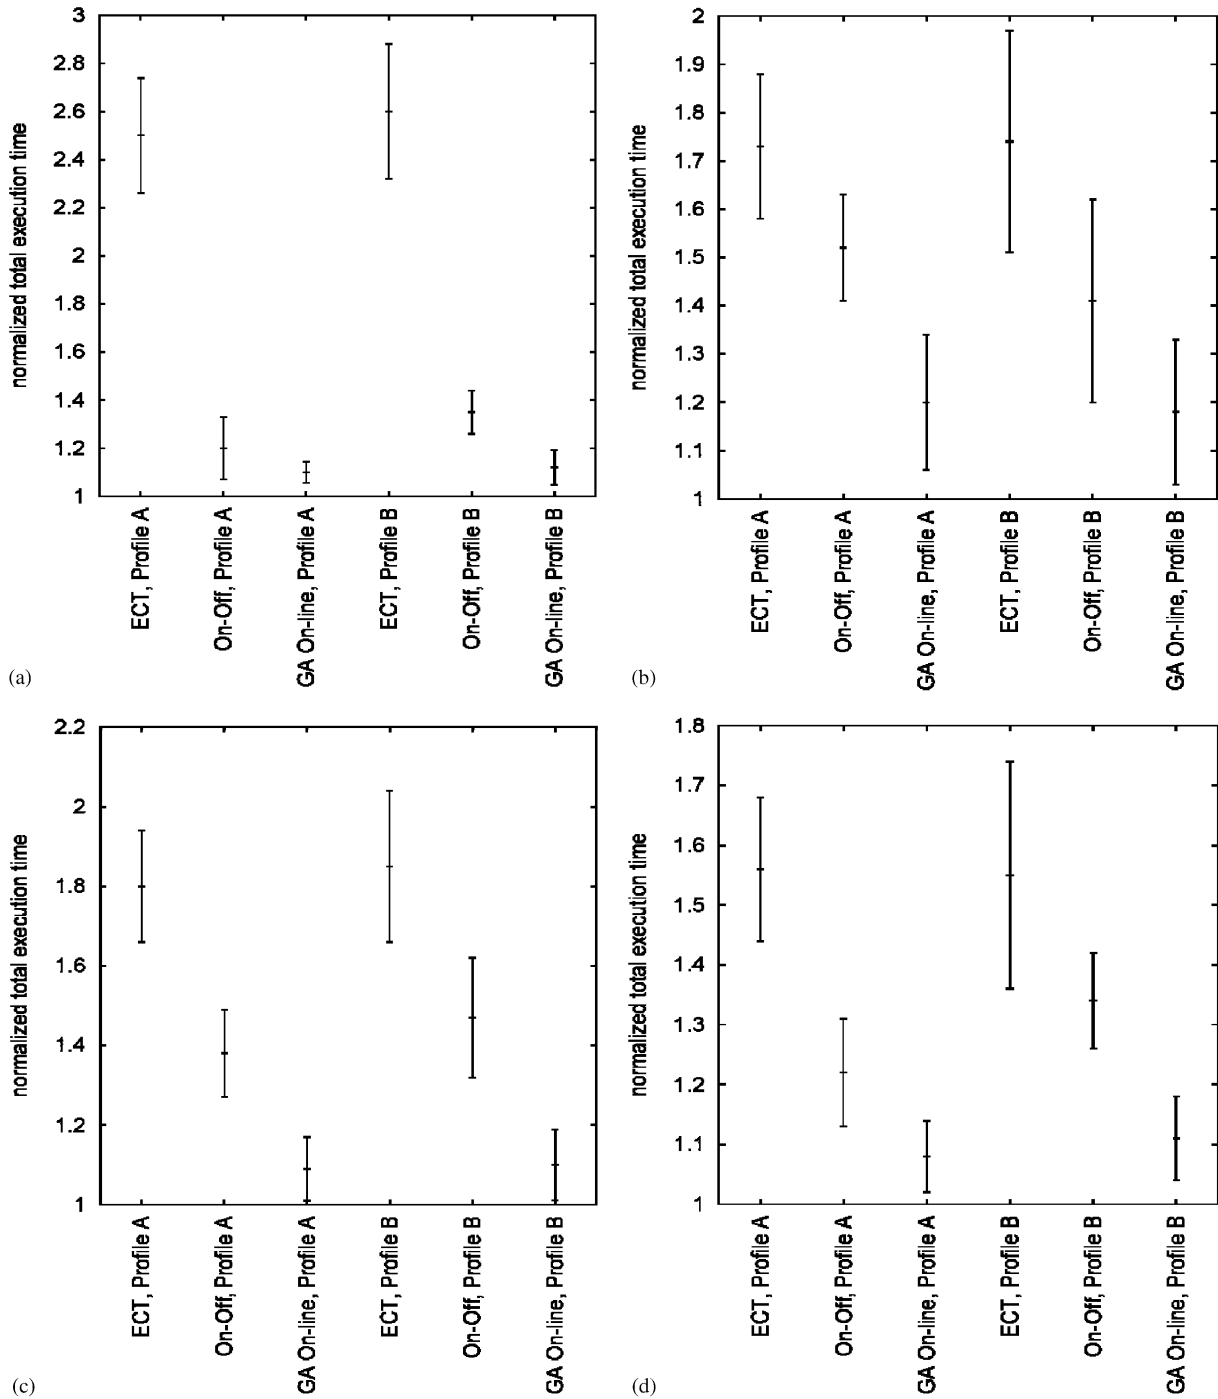 normalized total execution time
3
2.8
2.6
2.4
2.2
2
1.8
1.6
1.4
1.2
1
ECT, Profile A
On-Off, Profile A
GA On-line, Profile A
ECT, Profile B
On-Off, Profile B
GA On-line, Profile B
(a)
normalized total execution time
2
1.9
1.8
1.7
1.6
1.5
1.4
1.3
1.2
1.1
1
ECT, Profile A
On-Off, Profile A
GA On-line, Profile A
ECT, Profile B
On-Off, Profile B
GA On-line, Profile B
(b)
normalized total execution time
2.2
2
1.8
1.6
1.4
1.2
1
ECT, Profile A
On-Off, Profile A
GA On-line, Profile A
ECT, Profile B
On-Off, Profile B
GA On-line, Profile B
(c)
normalized total execution time
1.8
1.7
1.6
1.5
1.4
1.3
1.2
1.1
1
ECT, Profile A
On-Off, Profile A
GA On-line, Profile A
ECT, Profile B
On-Off, Profile B
GA On-line, Profile B
(d)